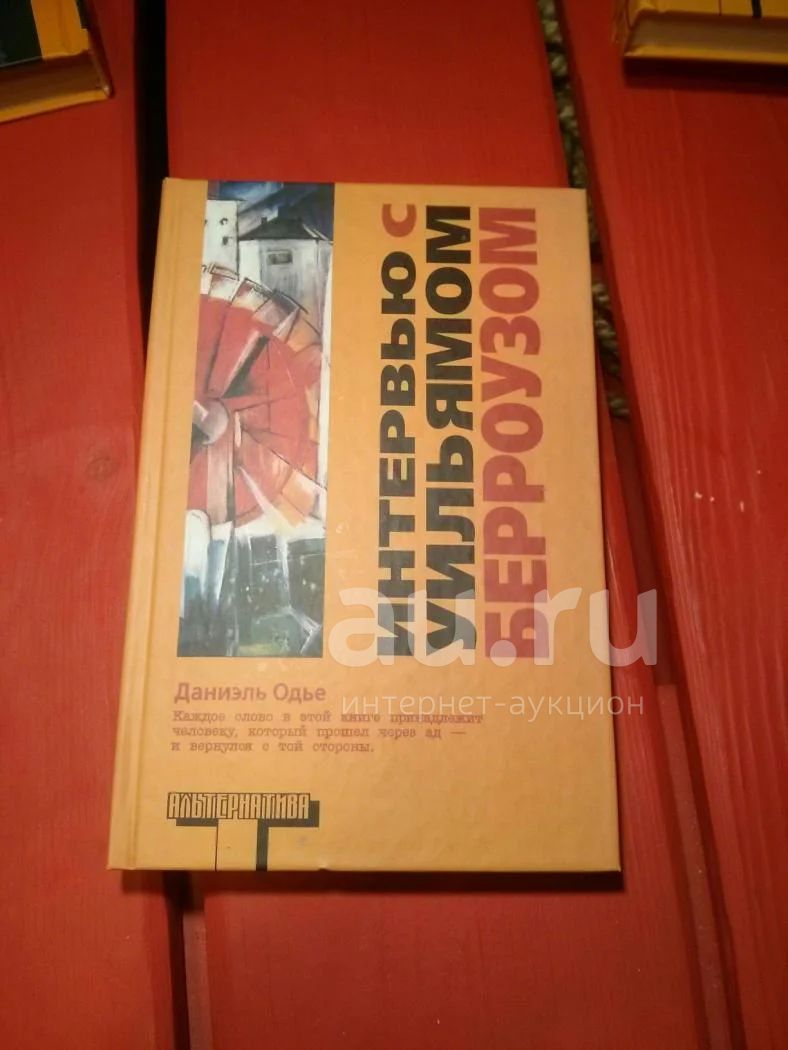 ИНТЕРВЬЮ С
УИЛЬЯМОМ
БЕРРОУЗОМ
au.ru
интернет-аукцион
Даниэль Одье
Каждое слово в этой книге принадлежит
человеку, который прошел через ад —
и вернулся с той стороны.
АЛЬТЕРНАТИВА